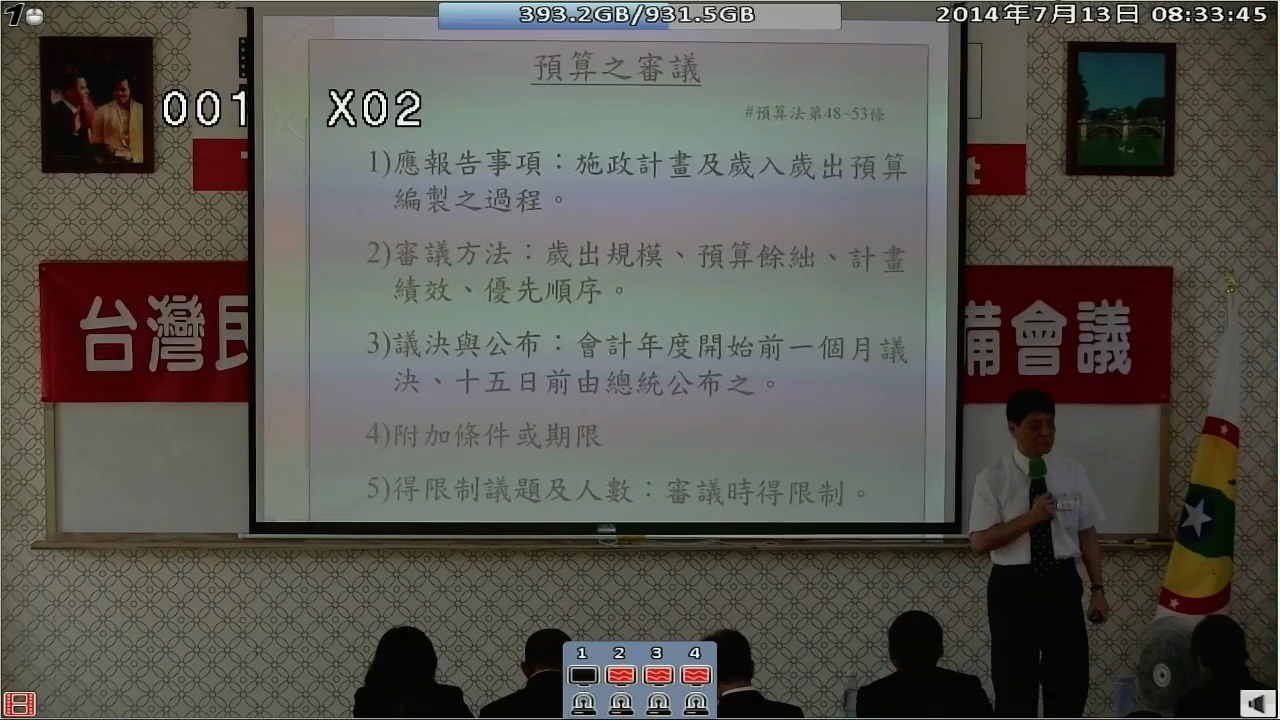 1
393.2GB/931.5GB
2014年7月13日 08:33:45
001
X02
預算之審議
#預算法第48~53條
1)應報告事項：施政計畫及歲入歲出預算
編製之過程。
2)審議方法：歲出規模、預算餘絀、計畫
績效、優先順序。
3)議決與公布：會計年度開始前一個月議
決、十五日前由總統公布之。
4)附加條件或期限
5)得限制議題及人數：審議時得限制。
台灣民
備會議
t
1 2 3 4